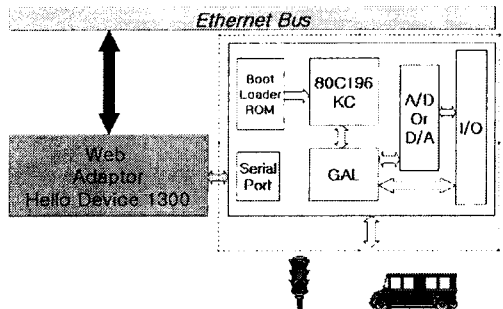 Ethernet Bus
Boot
Loader
ROM
80C196
KC
A/D
Or
D/A
I/O
Web
Adaptor
Hello Device 1300
Serial
Port
GAL